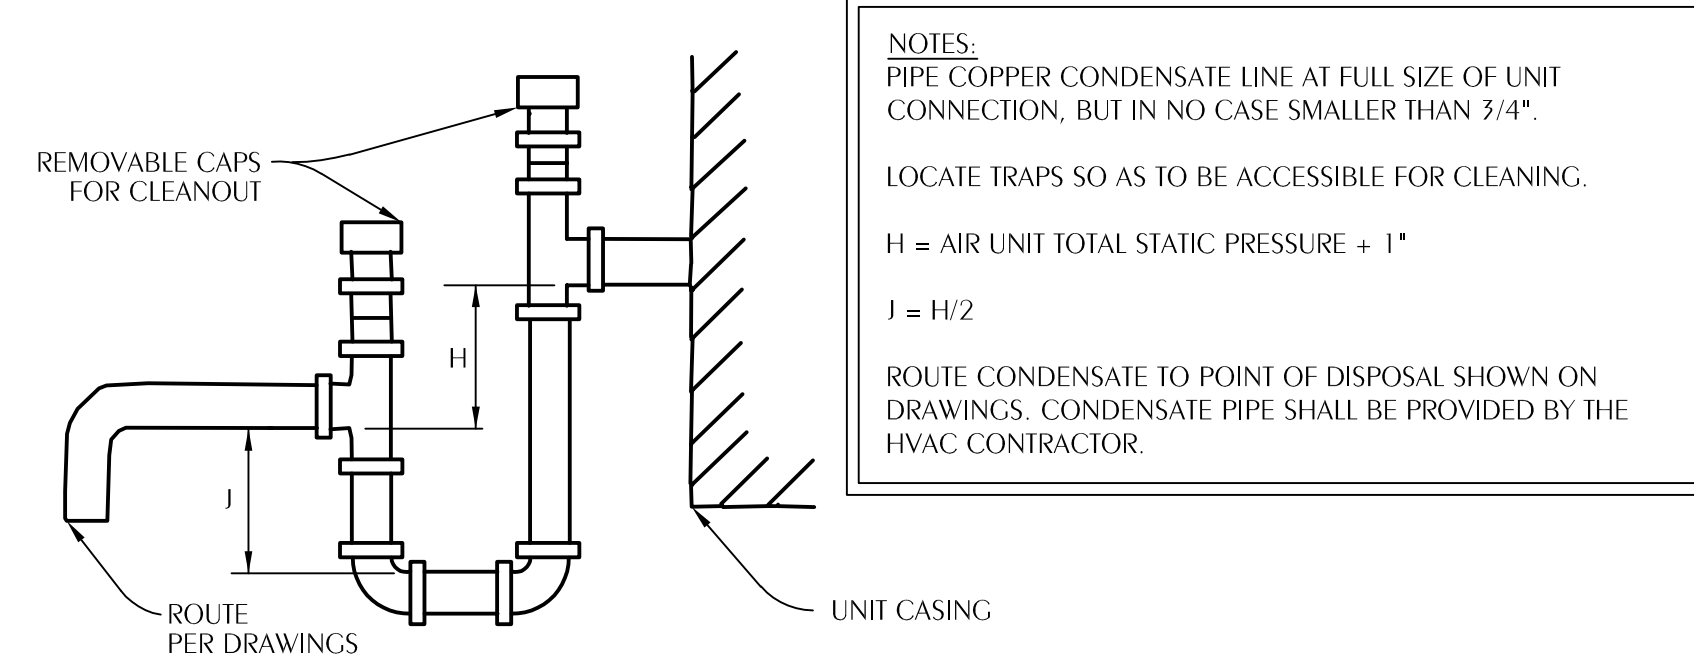 REMOVABLE CAPS
FOR CLEANOUT
H
J
ROUTE
PER DRAWINGS
UNIT CASING
NOTES:
PIPE COPPER CONDENSATE LINE AT FULL SIZE OF UNIT
CONNECTION, BUT IN NO CASE SMALLER THAN 3/4".
LOCATE TRAPS SO AS TO BE ACCESSIBLE FOR CLEANING.
H = AIR UNIT TOTAL STATIC PRESSURE + 1"
J = H/2
ROUTE CONDENSATE TO POINT OF DISPOSAL SHOWN ON
DRAWINGS. CONDENSATE PIPE SHALL BE PROVIDED BY THE
HVAC CONTRACTOR.